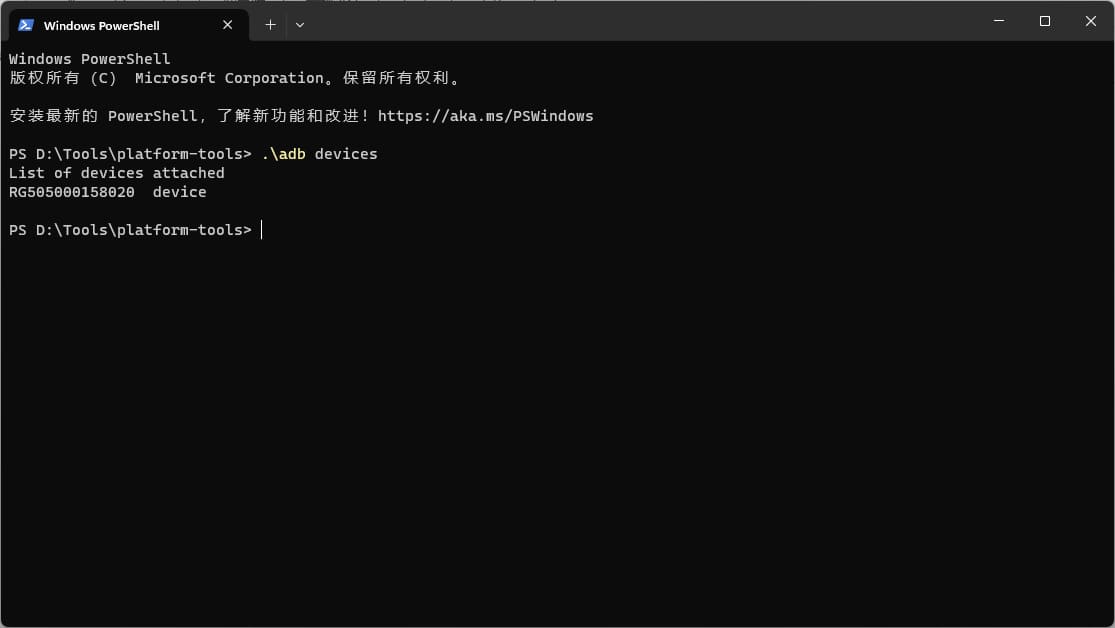 Windows PowerShell
Windows PowerShell
版权所有 (C)  Microsoft Corporation。保留所有权利。
安装最新的 PowerShell，了解新功能和改进！https://aka.ms/PSWindows
PS D:\Tools\platform-tools> .\adb devices
List of devices attached
RG505000158020  device
PS D:\Tools\platform-tools>